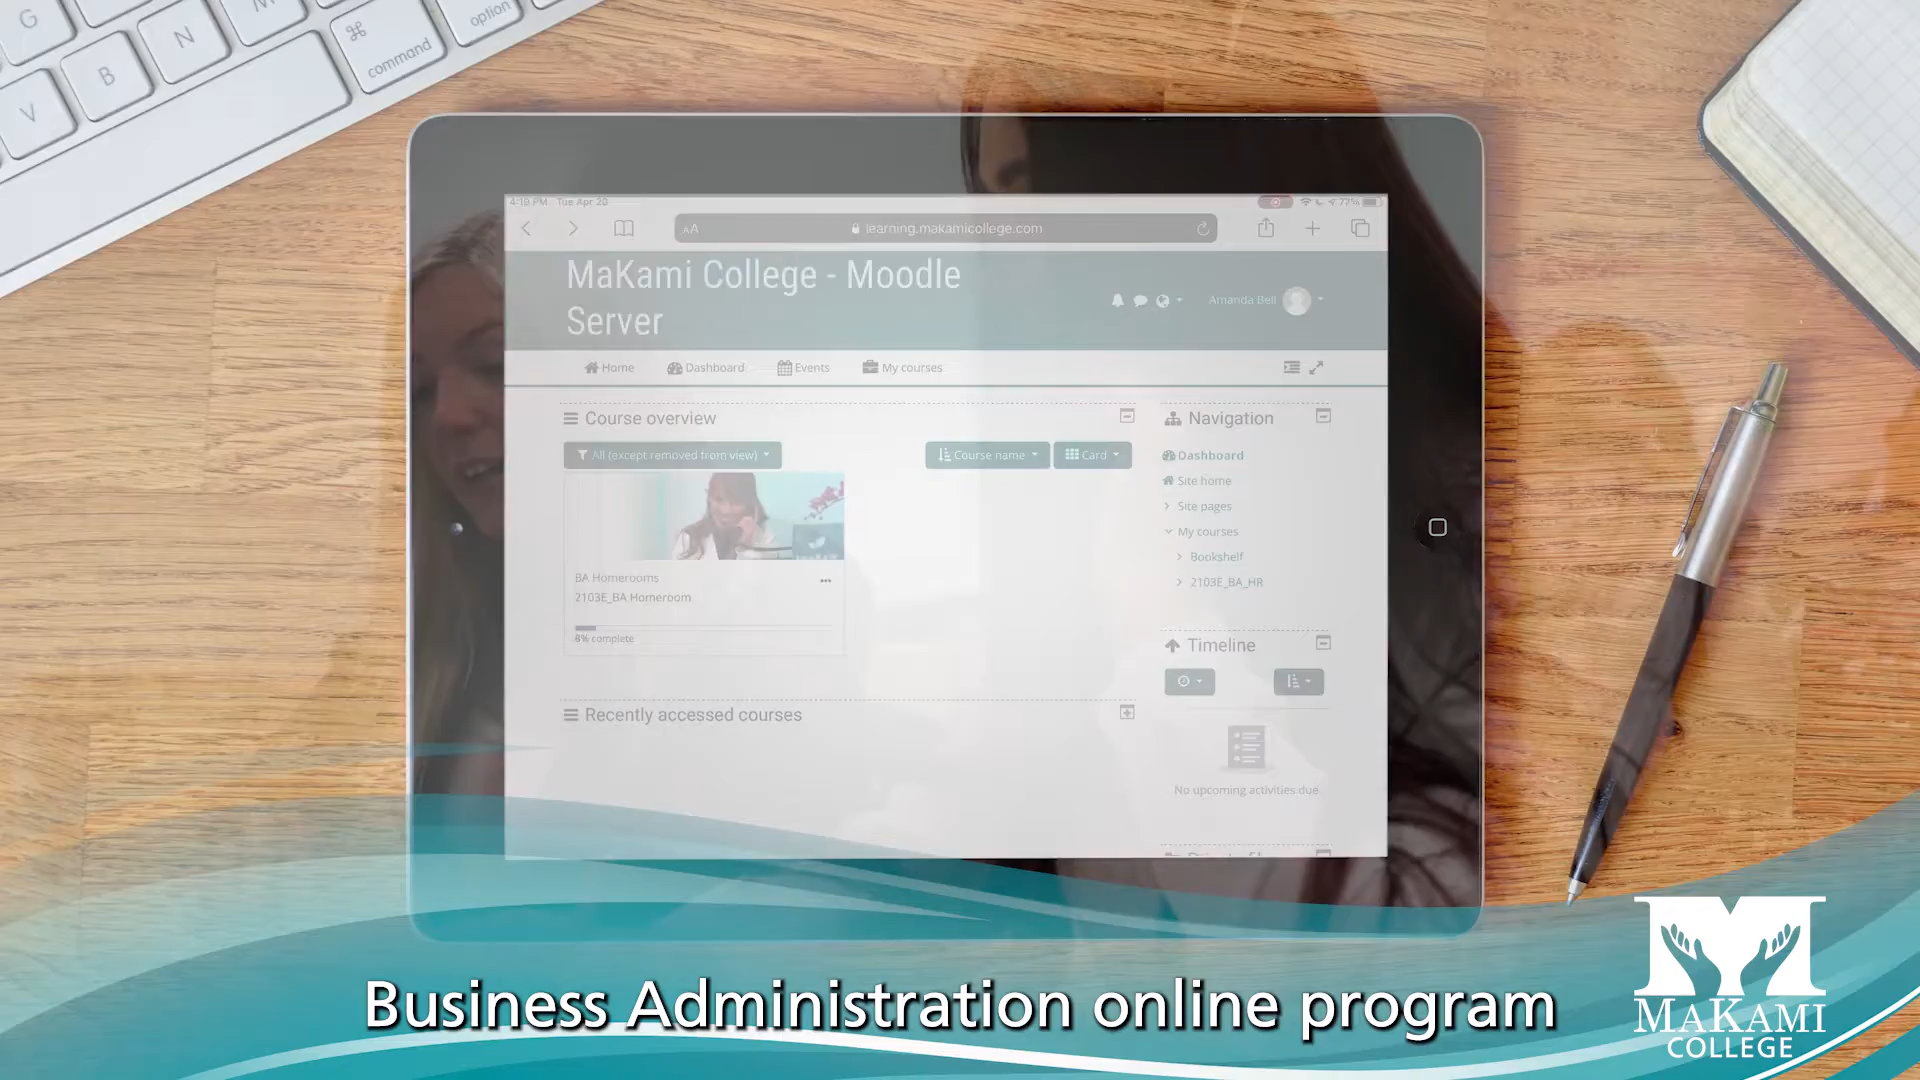 G
B
N
M
V
⌘
command
option
4:19 PM Tue Apr 20
77%
AA
learning.makamicollege.com
MaKami College - Moodle
Server
Amanda Bell
Home
Dashboard
Events
My courses
Course overview
All (except removed from view)
Course name
Card
BA Homerooms
2103E_BA Homeroom
8% complete
Recently accessed courses
Navigation
Dashboard
Site home
Site pages
My courses
Bookshelf
2103E_BA_HR
Timeline
No upcoming activities due
Business Administration online program
MAKAMI
COLLEGE